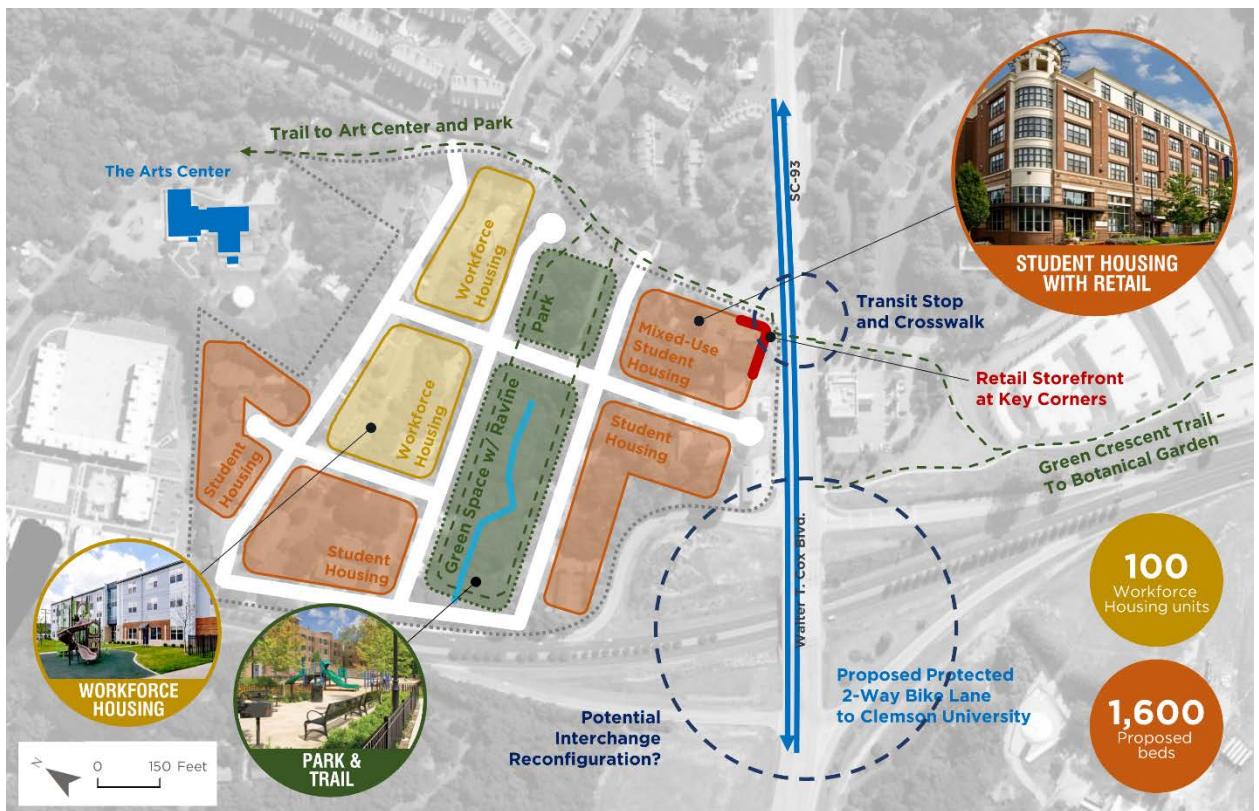 Trail to Art Center and Park
The Arts Center
Workforce
Housing
Park
SC-93
STUDENT HOUSING
WITH RETAIL
Mixed-Use
Student
Housing
Transit Stop
and Crosswalk
Retail Storefront
at Key Corners
Student
Housing
Workforce
Housing
Green Space w/ Ravine
Student
Housing
Green Crescent Trail -
To Botanical Garden
Student
Housing
Walter T. Cox Blvd.
100
Workforce
Housing units
WORKFORCE
HOUSING
PARK &
TRAIL
Potential
Interchange
Reconfiguration?
Proposed Protected
2-Way Bike Lane
to Clemson University
1,600
Proposed
beds
N
0 150 Feet